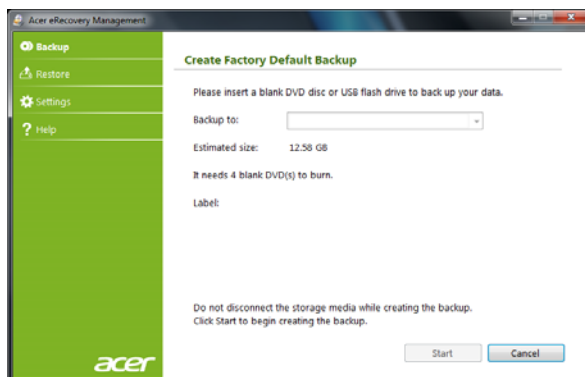 Acer eRecovery Management
Backup
Restore
Settings
Help
Create Factory Default Backup
Please insert a blank DVD disc or USB flash drive to back up your data.
Backup to:
Estimated size: 12.58 GB
It needs 4 blank DVD(s) to burn.
Label:
Do not disconnect the storage media while creating the backup.
Click Start to begin creating the backup.
Start Cancel
acer